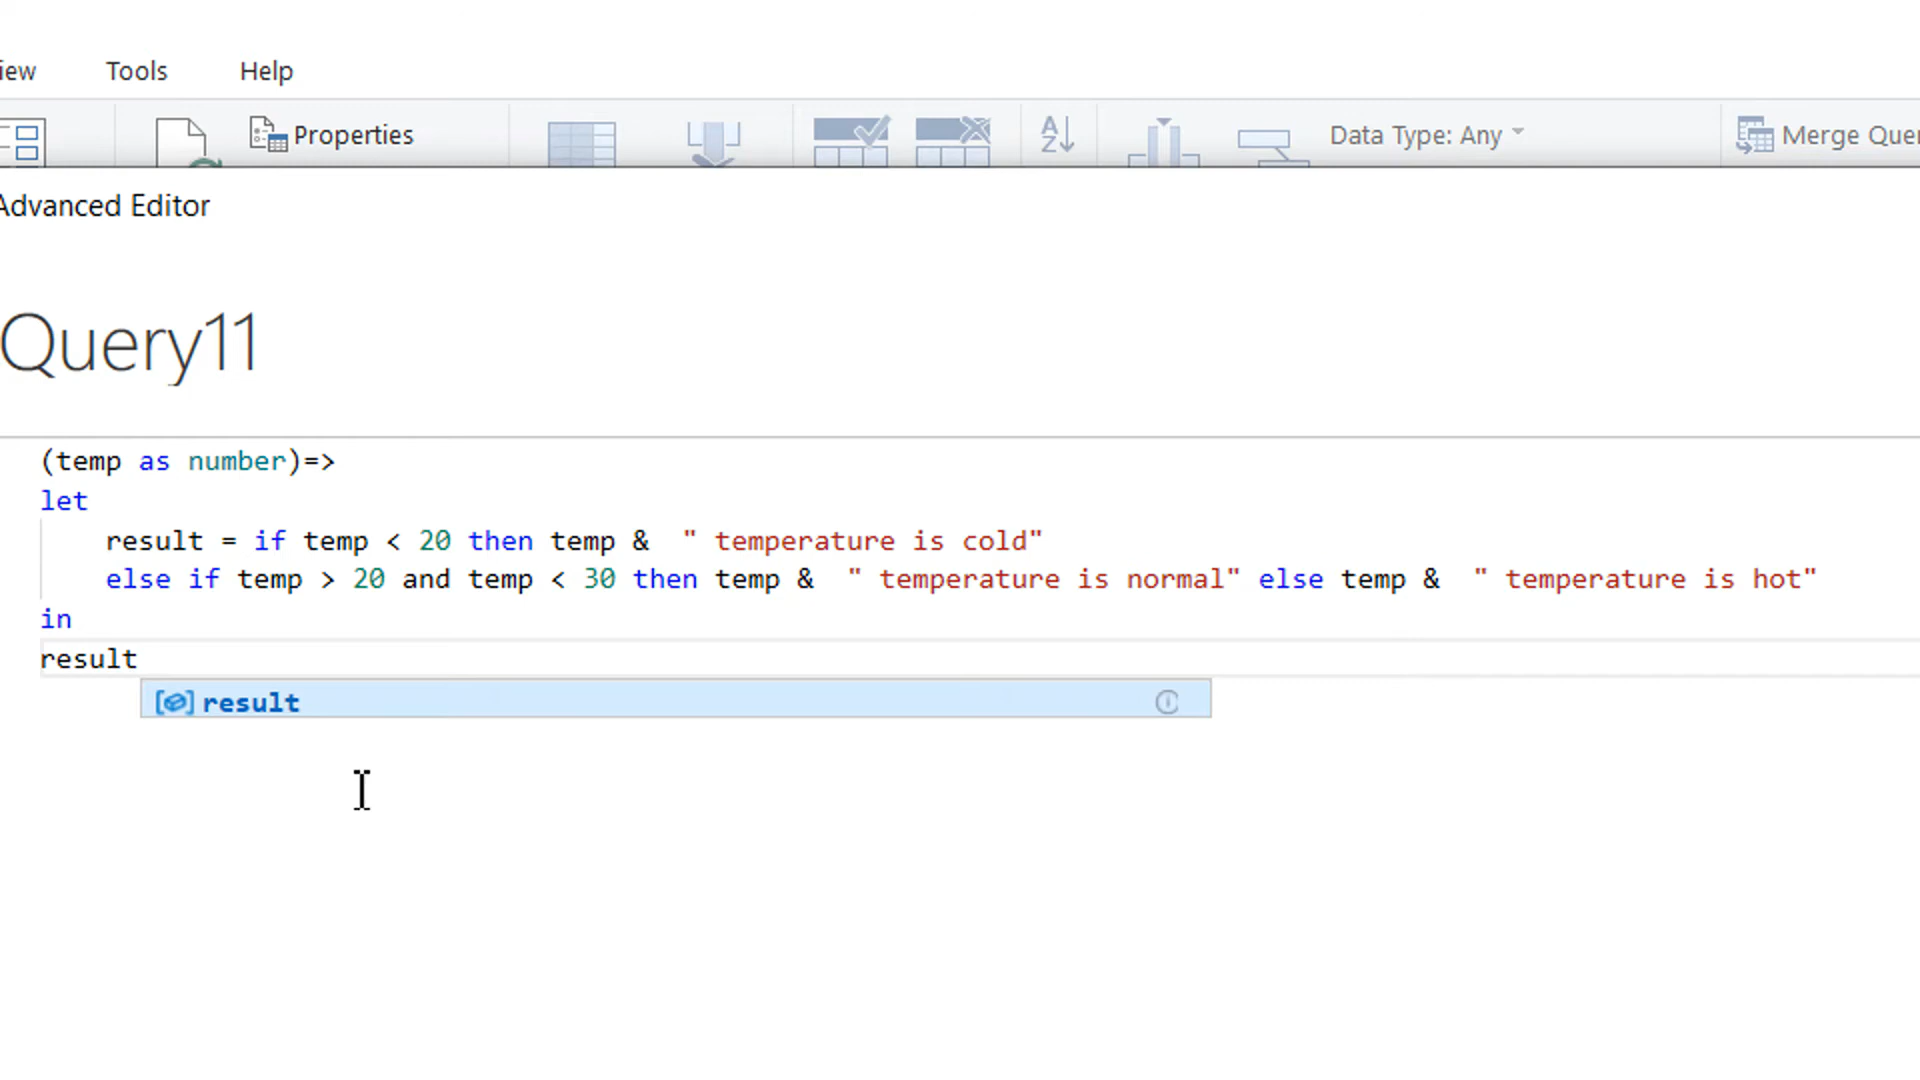 iew Tools Help
Properties Data Type: Any Merge Quer
Advanced Editor
Query11
(temp as number)=>
let
    result = if temp < 20 then temp &  " temperature is cold"
    else if temp > 20 and temp < 30 then temp &  " temperature is normal" else temp &  " temperature is hot"
in
result
result